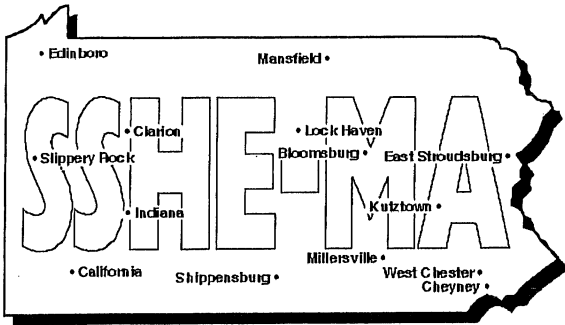 Edinboro
Mansfield
SSHE-MA
Clarion
Lock Haven
Slippery Rock
Bloomsburg
East Stroudsburg
Indiana
Kutztown
Millersville
California
Shippensburg
West Chester
Cheyney